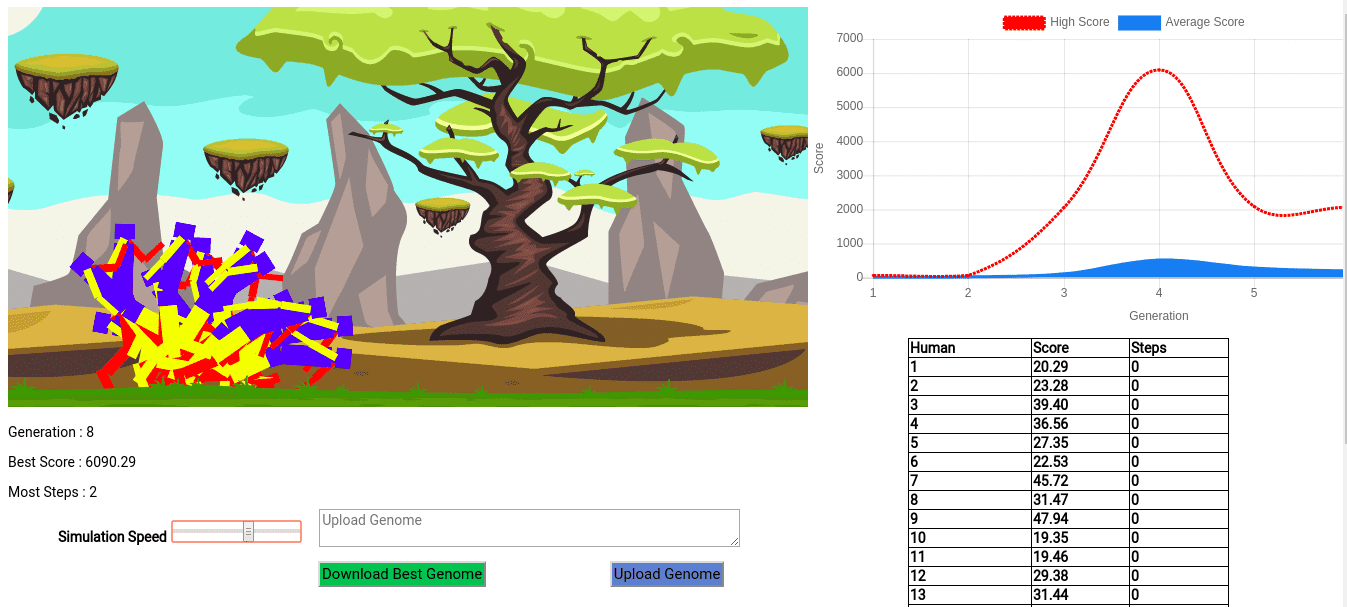 High Score Average Score
7000
6000
5000
4000
3000
2000
1000
0
Score
1 2 3 4 5
Generation
Generation : 8
Best Score : 6090.29
Most Steps : 2
Simulation Speed
Upload Genome
Download Best Genome
Upload Genome
Human Score Steps
1 20.29 0
2 23.28 0
3 39.40 0
4 36.56 0
5 27.35 0
6 22.53 0
7 45.72 0
8 31.47 0
9 47.94 0
10 19.35 0
11 19.46 0
12 29.38 0
13 31.44 0